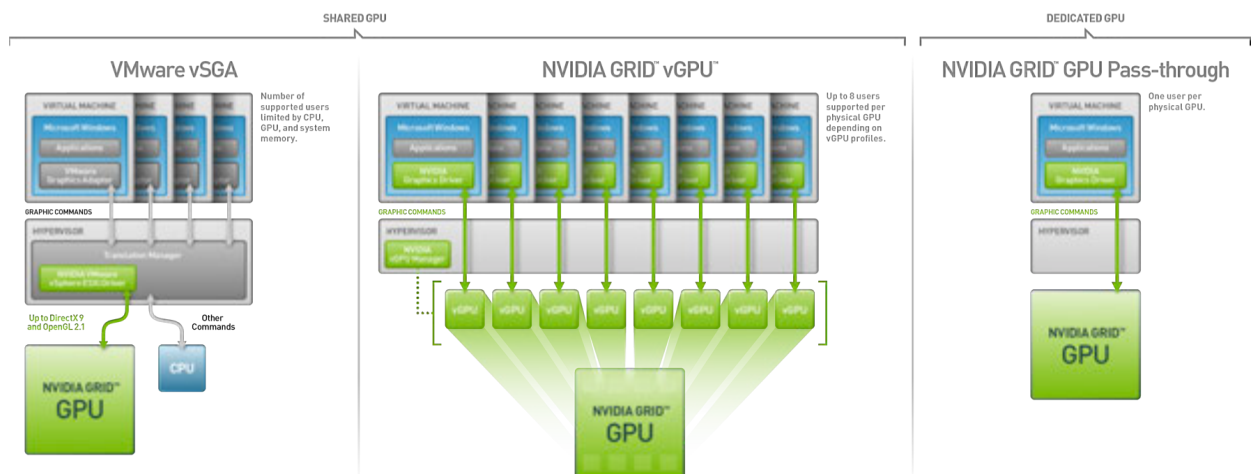 SHARED GPU
DEDICATED GPU
VMware vSGA
VIRTUAL MACHINE
Microsoft Windows
Applications
VMware
Graphics Adapter
Number of
supported users
limited by CPU,
GPU, and system
memory.
GRAPHIC COMMANDS
HYPERVISOR
Translation Manager
NVIDIA VMware
vSphere ESXi Driver
Up to DirectX 9
and OpenGL 2.1
Other
Commands
NVIDIA GRID™
GPU
CPU
NVIDIA GRID™ vGPU™
VIRTUAL MACHINE
Microsoft Windows
Applications
NVIDIA
Graphics Driver
Up to 8 users
supported per
physical GPU
depending on
vGPU profiles.
GRAPHIC COMMANDS
HYPERVISOR
NVIDIA
vGPU Manager
vGPU vGPU vGPU vGPU vGPU vGPU vGPU vGPU
NVIDIA GRID™
GPU
NVIDIA GRID™ GPU Pass-through
VIRTUAL MACHINE
Microsoft Windows
Applications
NVIDIA
Graphics Driver
One user per
physical GPU.
GRAPHIC COMMANDS
HYPERVISOR
NVIDIA GRID™
GPU